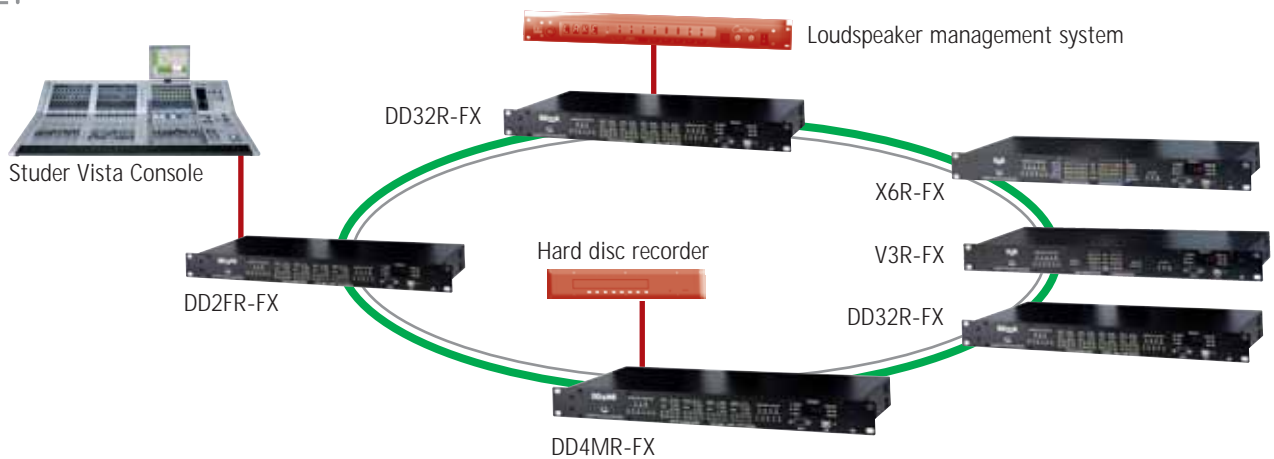 Loudspeaker management system
DD32R-FX
Studer Vista Console
X6R-FX
V3R-FX
Hard disc recorder
DD2FR-FX
DD32R-FX
DD4MR-FX